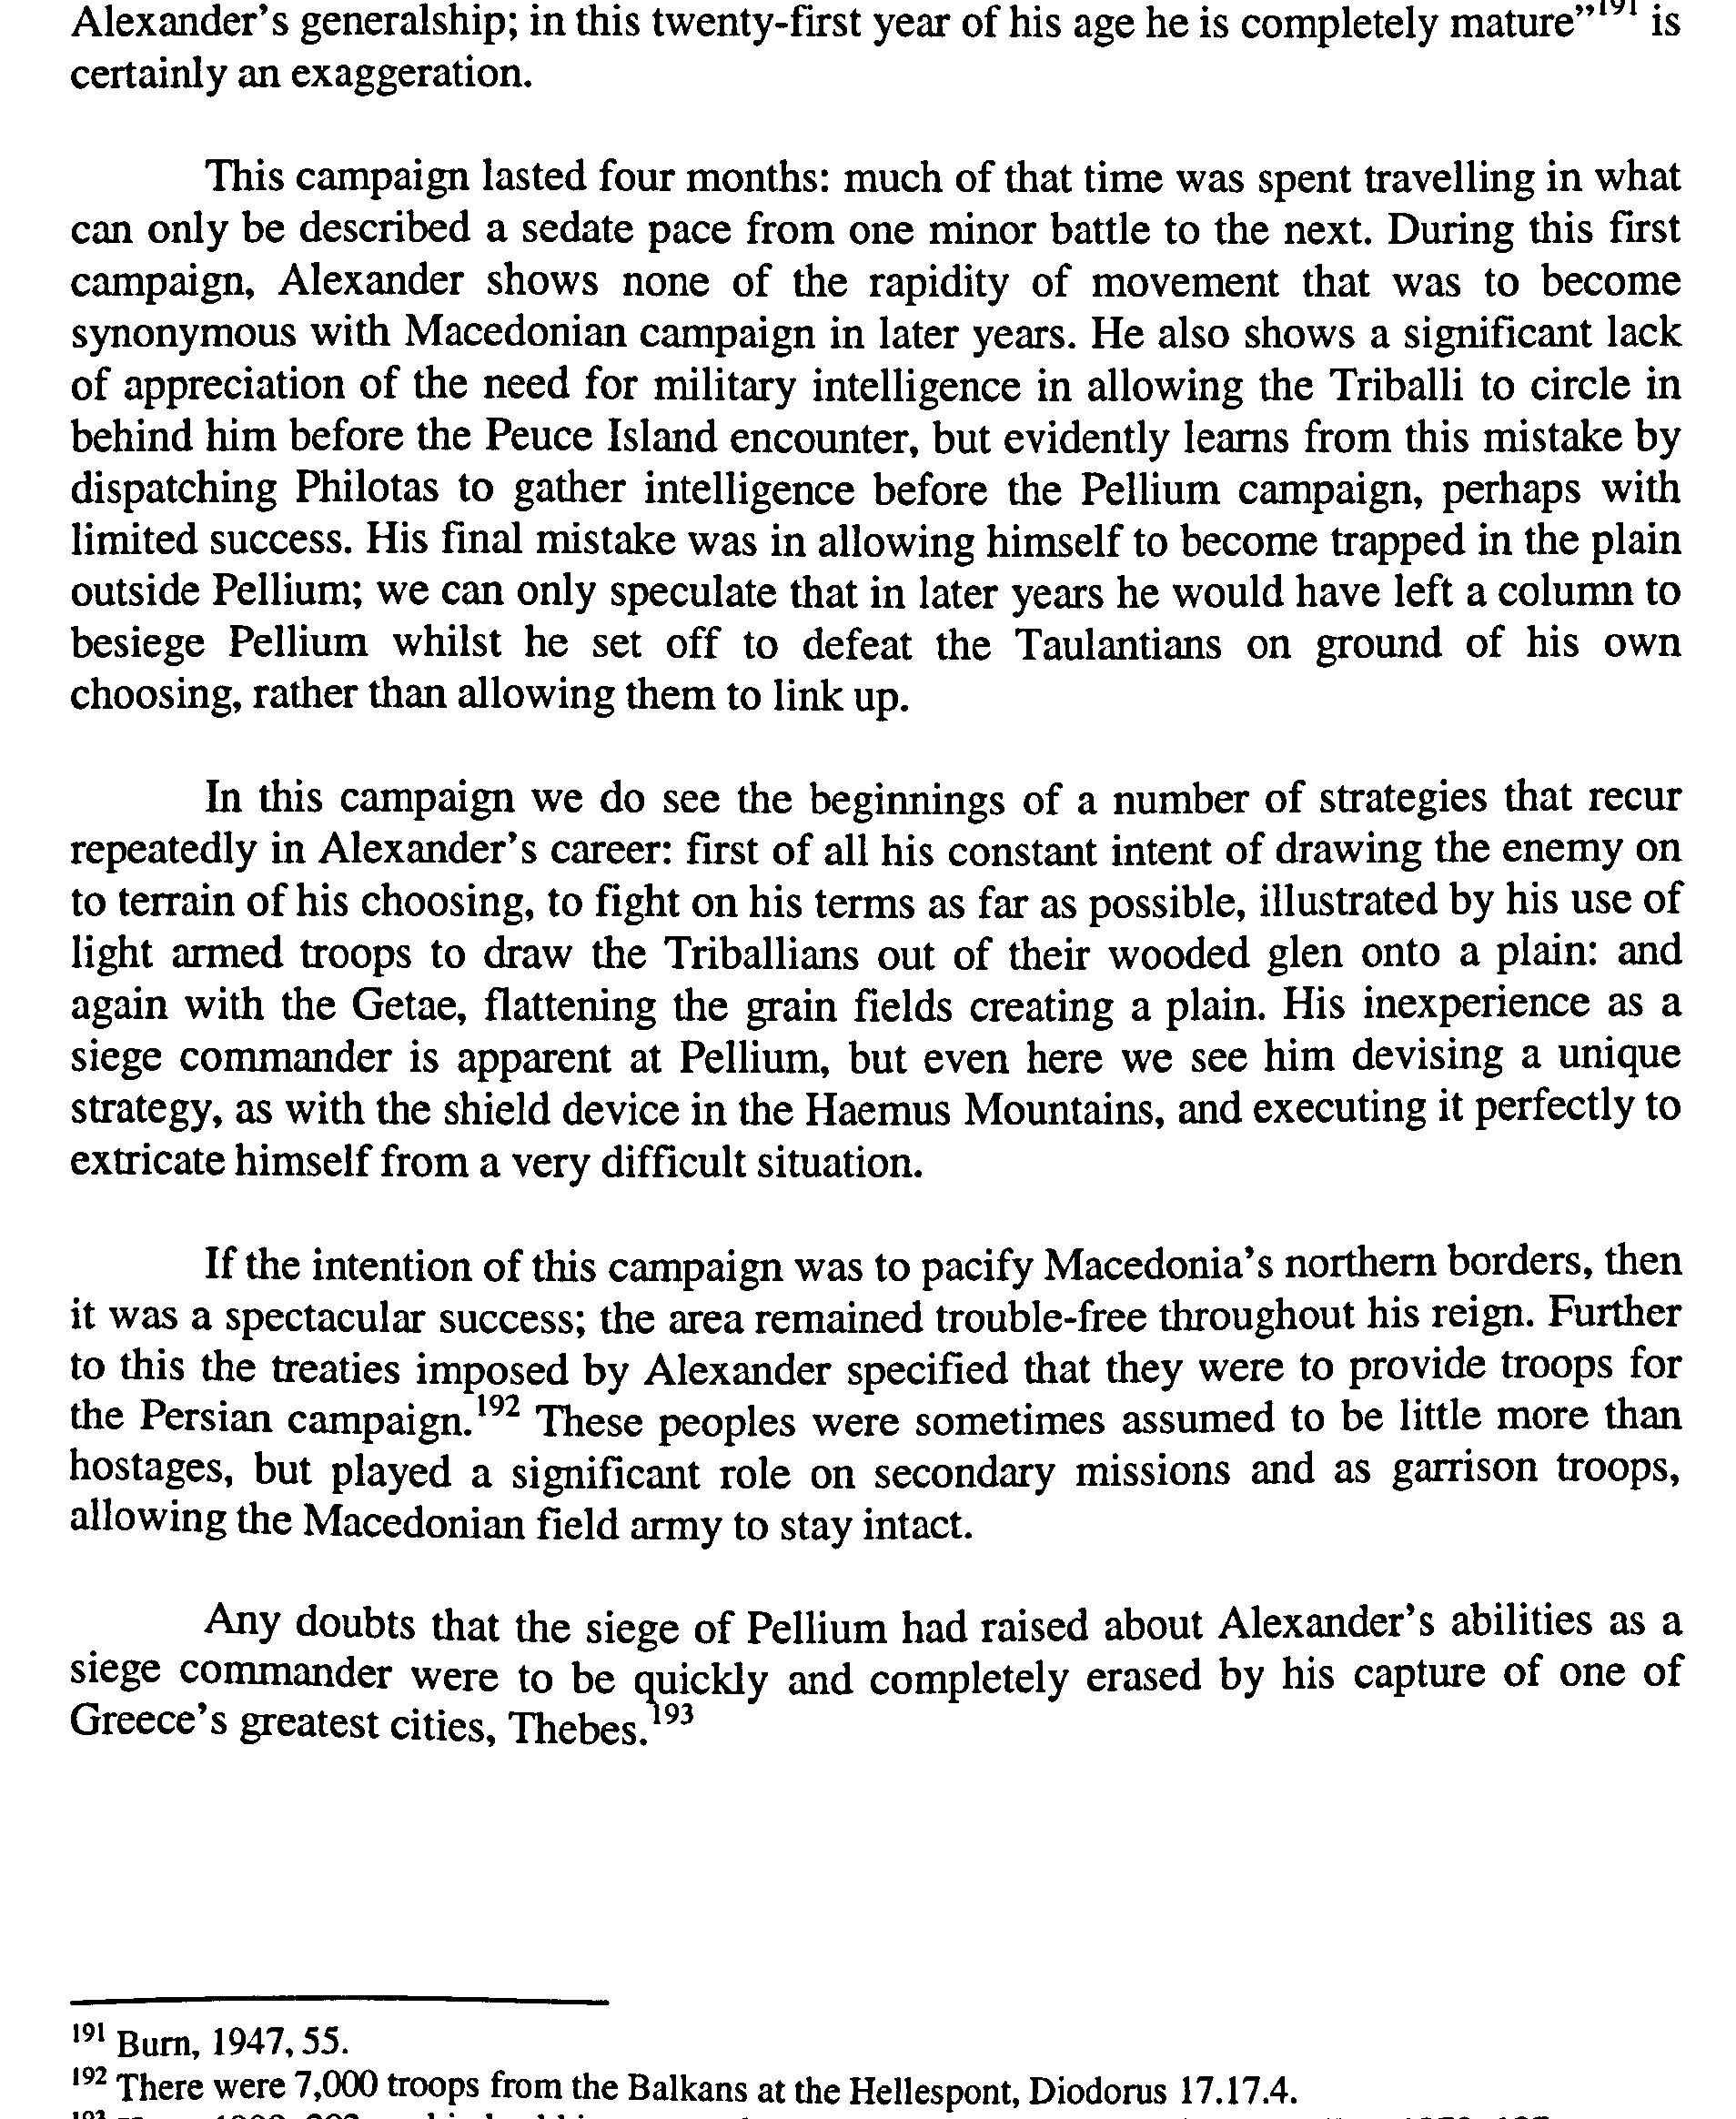 Alexander's generalship; in this twenty-first year of his age he is completely mature”191 is
certainly an exaggeration.
This campaign lasted four months: much of that time was spent travelling in what
can only be described a sedate pace from one minor battle to the next. During this first
campaign, Alexander shows none of the rapidity of movement that was to become
synonymous with Macedonian campaign in later years. He also shows a significant lack
of appreciation of the need for military intelligence in allowing the Triballi to circle in
behind him before the Peuce Island encounter, but evidently learns from this mistake by
dispatching Philotas to gather intelligence before the Pellium campaign, perhaps with
limited success. His final mistake was in allowing himself to become trapped in the plain
outside Pellium; we can only speculate that in later years he would have left a column to
besiege Pellium whilst he set off to defeat the Taulantians on ground of his own
choosing, rather than allowing them to link up.
In this campaign we do see the beginnings of a number of strategies that recur
repeatedly in Alexander's career: first of all his constant intent of drawing the enemy on
to terrain of his choosing, to fight on his terms as far as possible, illustrated by his use of
light armed troops to draw the Triballians out of their wooded glen onto a plain: and
again with the Getae, flattening the grain fields creating a plain. His inexperience as a
siege commander is apparent at Pellium, but even here we see him devising a unique
strategy, as with the shield device in the Haemus Mountains, and executing it perfectly to
extricate himself from a very difficult situation.
If the intention of this campaign was to pacify Macedonia's northern borders, then
it was a spectacular success; the area remained trouble-free throughout his reign. Further
to this the treaties imposed by Alexander specified that they were to provide troops for
the Persian campaign.192 These peoples were sometimes assumed to be little more than
hostages, but played a significant role on secondary missions and as garrison troops,
allowing the Macedonian field army to stay intact.
Any doubts that the siege of Pellium had raised about Alexander's abilities as a
siege commander were to be quickly and completely erased by his capture of one of
Greece's greatest cities, Thebes.193
191 Burn, 1947, 55.
192 There were 7,000 troops from the Balkans at the Hellespont, Diodorus 17.17.4.
193